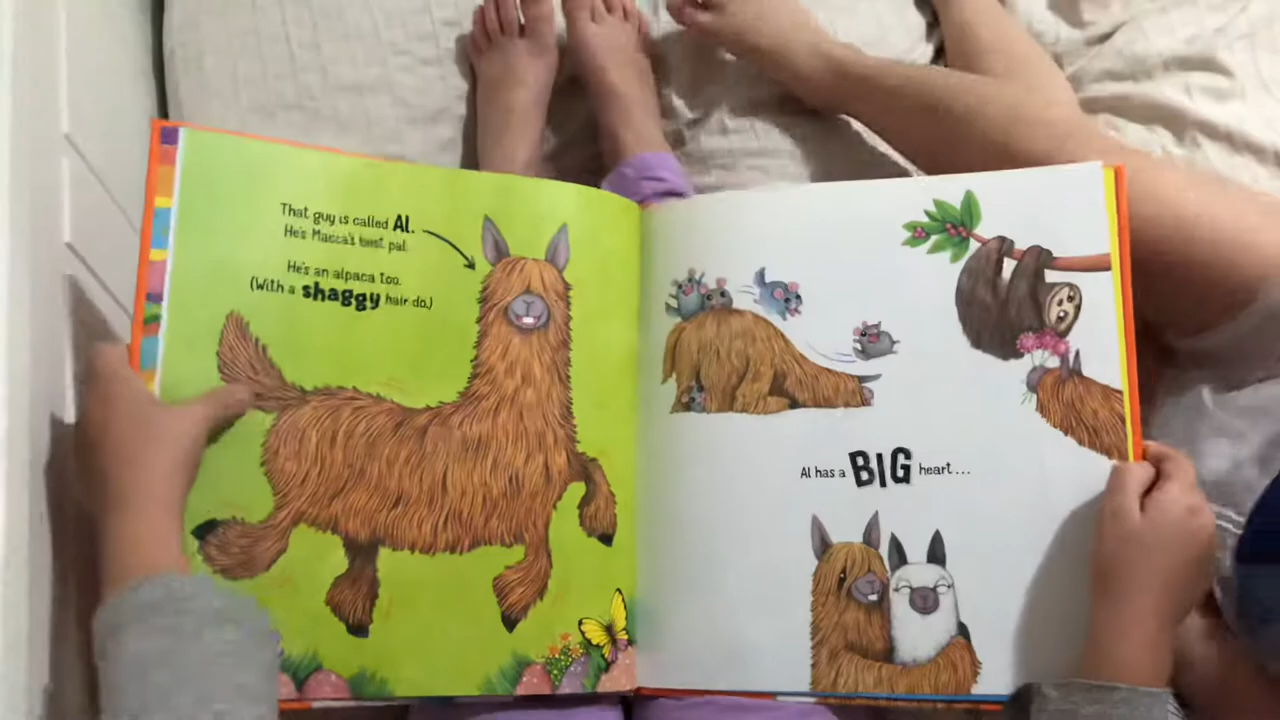 That guy is called Al.
He's Macca's best pal.
He's an alpaca too.
(With a shaggy hair do.)
Al has a BIG heart...